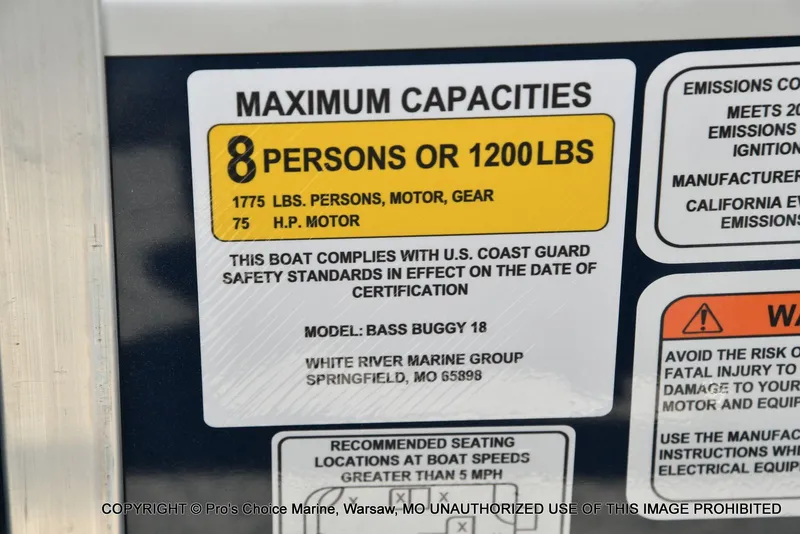 MAXIMUM CAPACITIES
8 PERSONS OR 1200 LBS
1775 LBS. PERSONS, MOTOR, GEAR
75 H.P. MOTOR
THIS BOAT COMPLIES WITH U.S. COAST GUARD
SAFETY STANDARDS IN EFFECT ON THE DATE OF
CERTIFICATION
MODEL: BASS BUGGY 18
WHITE RIVER MARINE GROUP
SPRINGFIELD, MO 65898
EMISSIONS CO
MEETS 20
EMISSIONS
IGNITION
MANUFACTURER
CALIFORNIA EV
EMISSIONS
WA
AVOID THE RISK O
FATAL INJURY TO
DAMAGE TO YOUR
MOTOR AND EQUIP
USE THE MANUFAC
INSTRUCTIONS WH
ELECTRICAL EQUIP
RECOMMENDED SEATING
LOCATIONS AT BOAT SPEEDS
GREATER THAN 5 MPH
X X X
X
COPYRIGHT © Pro's Choice Marine, Warsaw, MO UNAUTHORIZED USE OF THIS IMAGE PROHIBITED